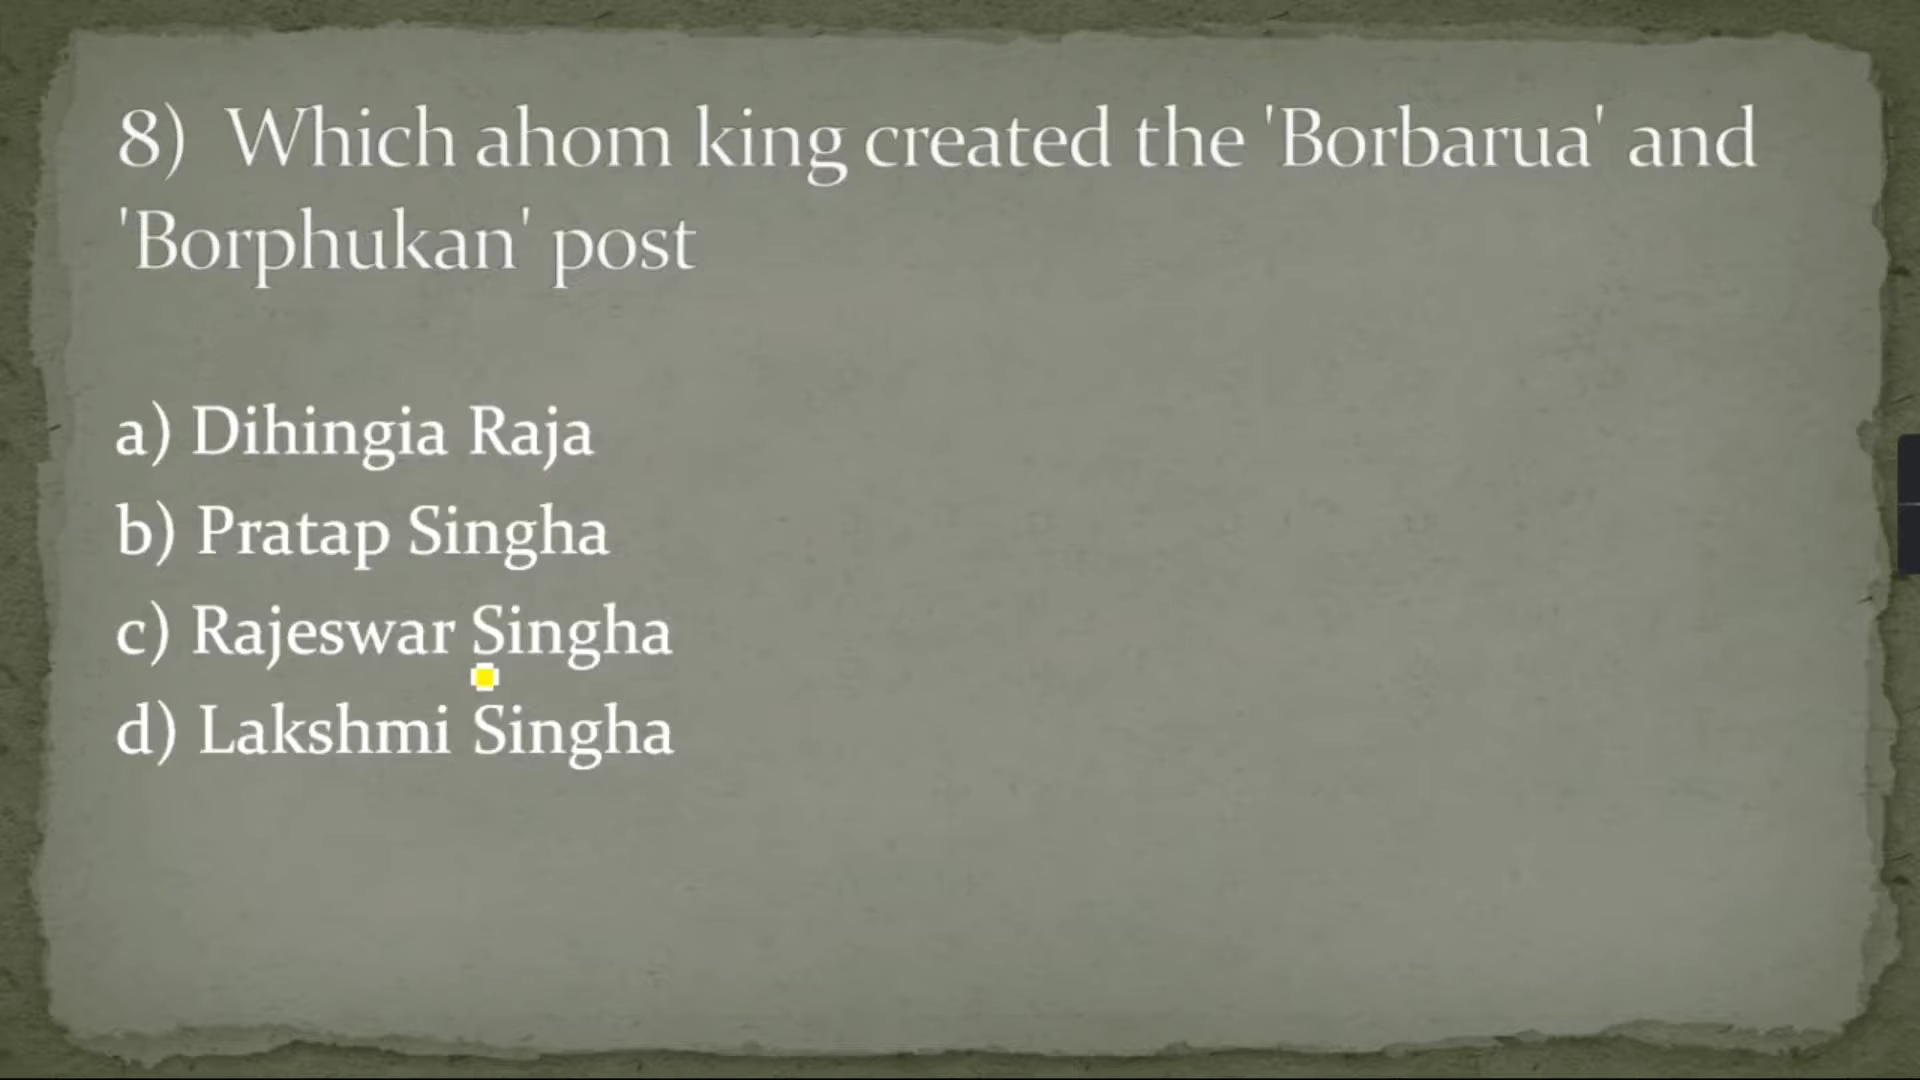 8) Which ahom king created the 'Borbarua' and
'Borphukan' post
a) Dihingia Raja
b) Pratap Singha
c) Rajeswar Singha
d) Lakshmi Singha